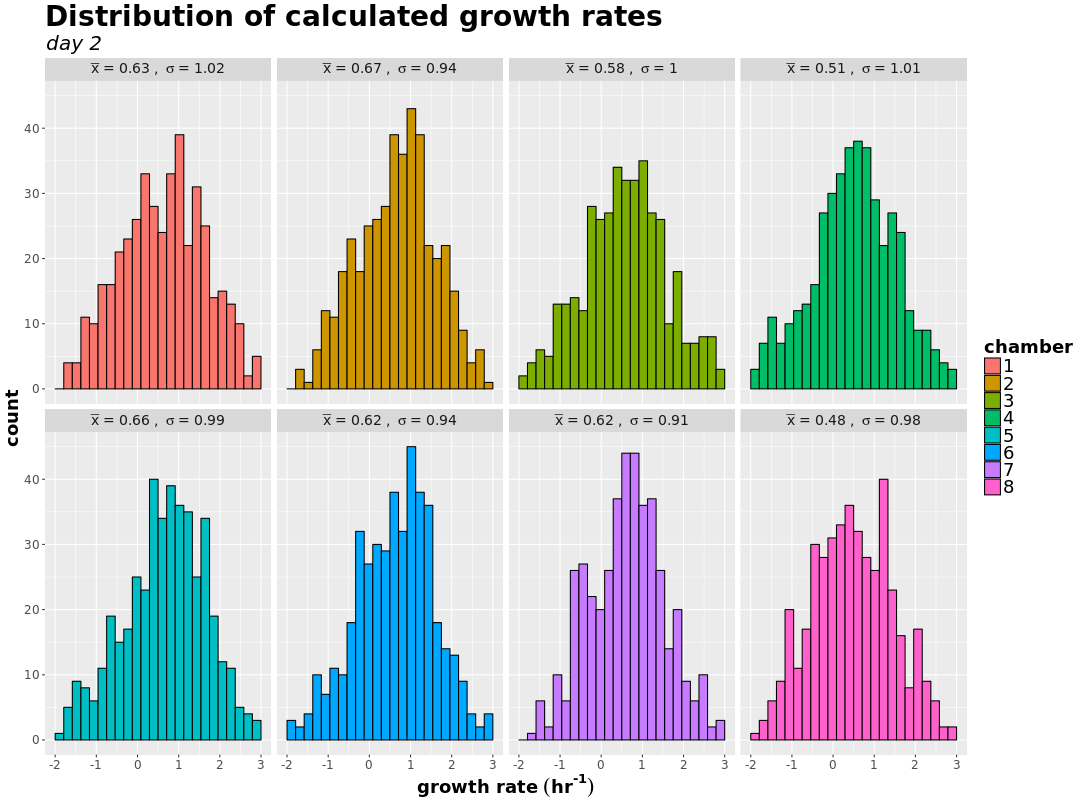 Distribution of calculated growth rates
day 2
x̅ = 0.63 , σ = 1.02
x̅ = 0.67 , σ = 0.94
x̅ = 0.58 , σ = 1
x̅ = 0.51 , σ = 1.01
40
30
20
10
0
x̅ = 0.66 , σ = 0.99
x̅ = 0.62 , σ = 0.94
x̅ = 0.62 , σ = 0.91
x̅ = 0.48 , σ = 0.98
40
30
20
10
0
-2 -1 0 1 2 3
-2 -1 0 1 2 3
-2 -1 0 1 2 3
-2 -1 0 1 2 3
count
growth rate (hr⁻¹)
chamber
1
2
3
4
5
6
7
8